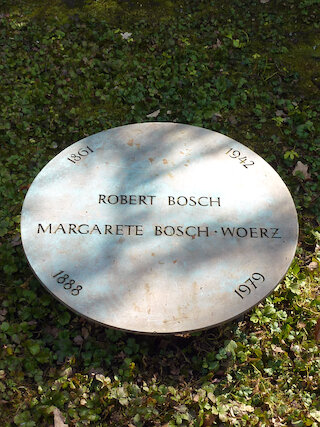 1861 1942
ROBERT BOSCH
MARGARETE BOSCH·WOERZ
1888 1979